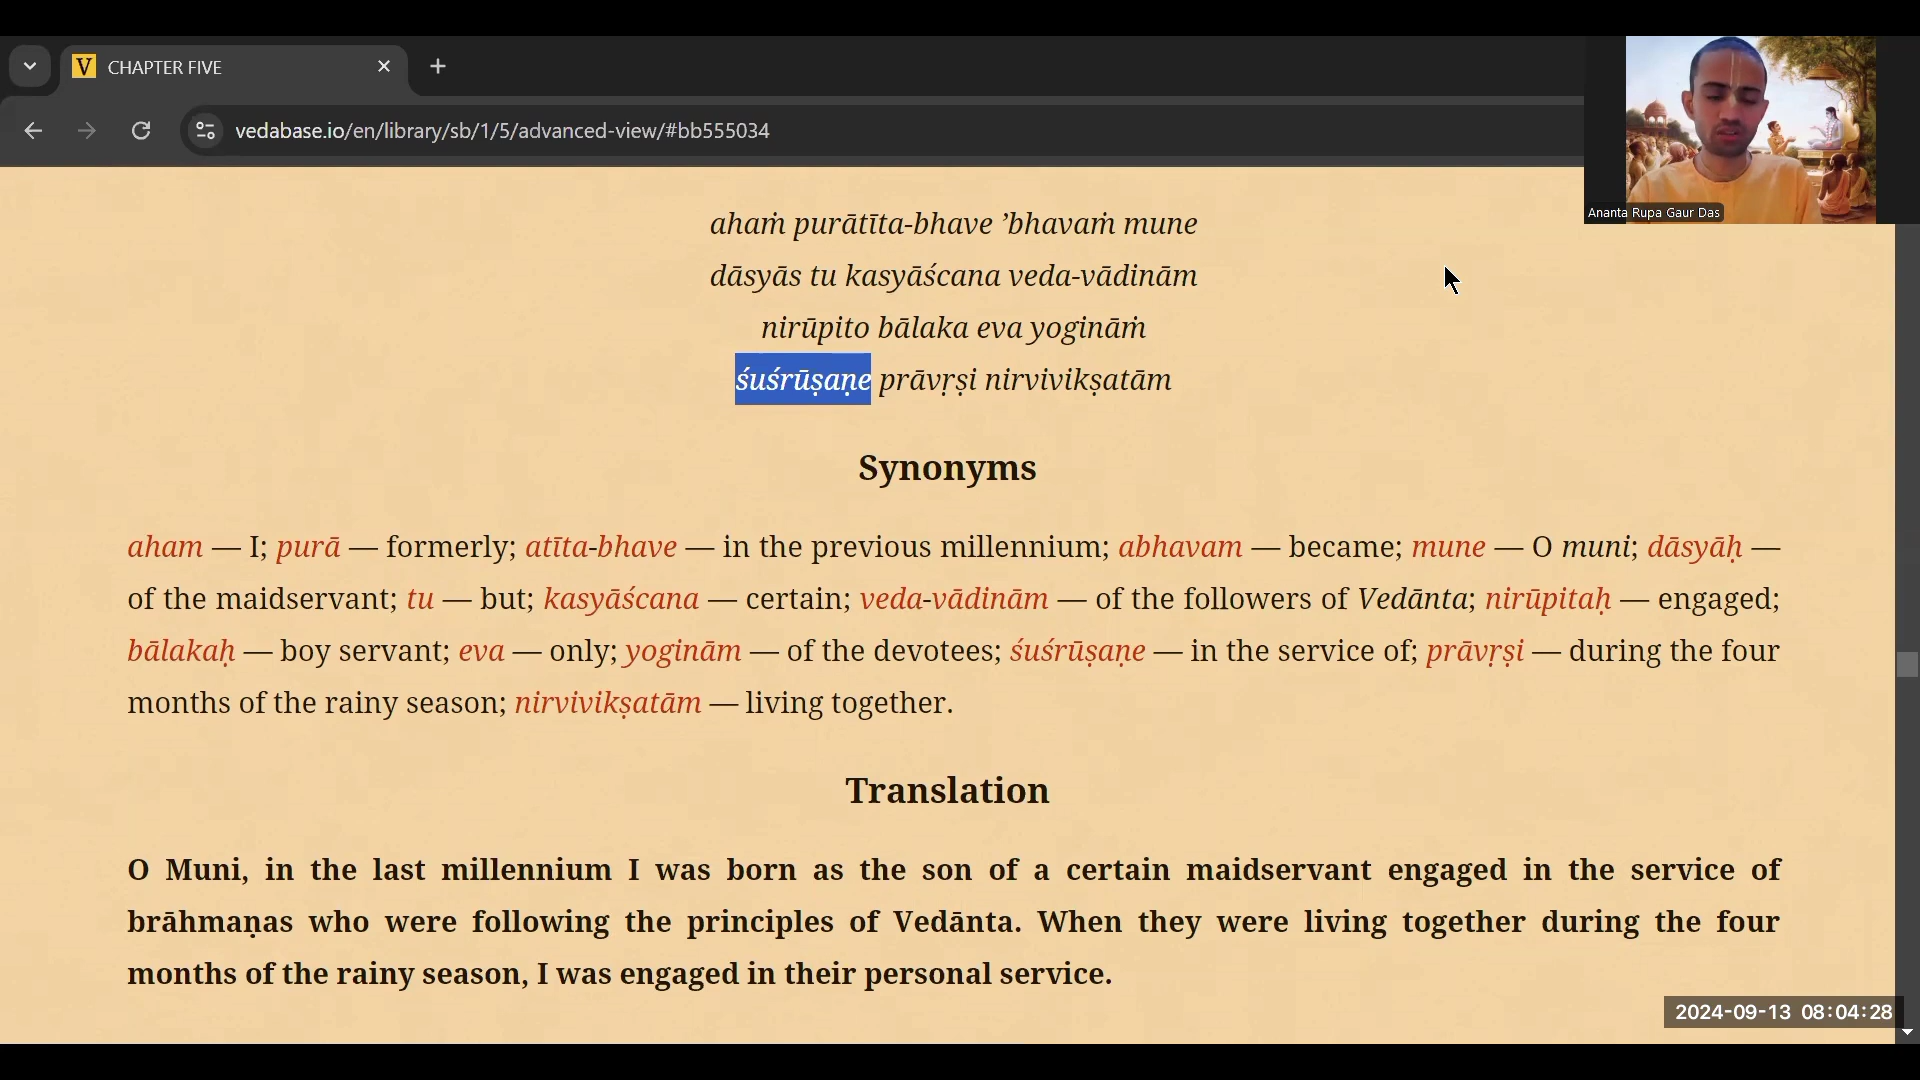 CHAPTER FIVE
vedabase.io/en/library/sb/1/5/advanced-view/#bb555034
Ananta Rupa Gaur Das
ahaṁ purātīta-bhave ’bhavaṁ mune
dāsyās tu kasyāścana veda-vādinām
nirūpito bālaka eva yogināṁ
śuśrūṣaṇe prāvṛṣi nirvivikṣatām
Synonyms
aham — I; purā — formerly; atīta-bhave — in the previous millennium; abhavam — became; mune — O muni; dāsyāḥ —
of the maidservant; tu — but; kasyāścana — certain; veda-vādinām — of the followers of Vedānta; nirūpitaḥ — engaged;
bālakaḥ — boy servant; eva — only; yoginām — of the devotees; śuśrūṣaṇe — in the service of; prāvṛṣi — during the four
months of the rainy season; nirvivikṣatām — living together.
Translation
O Muni, in the last millennium I was born as the son of a certain maidservant engaged in the service of
brāhmaṇas who were following the principles of Vedānta. When they were living together during the four
months of the rainy season, I was engaged in their personal service.
2024-09-13 08:04:28